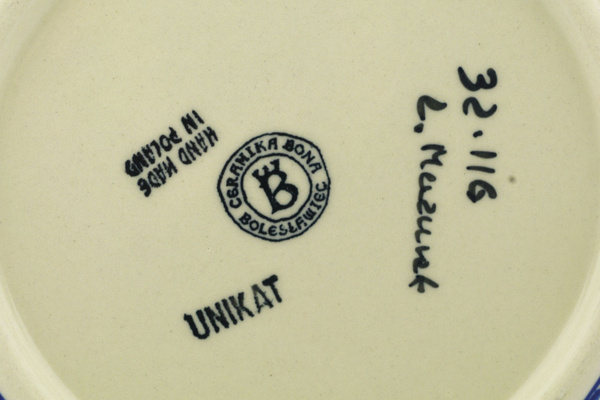 HAND MADE
IN POLAND
CERAMIKA BONA
B
BOLESŁAWIEC
UNIKAT
32.116
L.